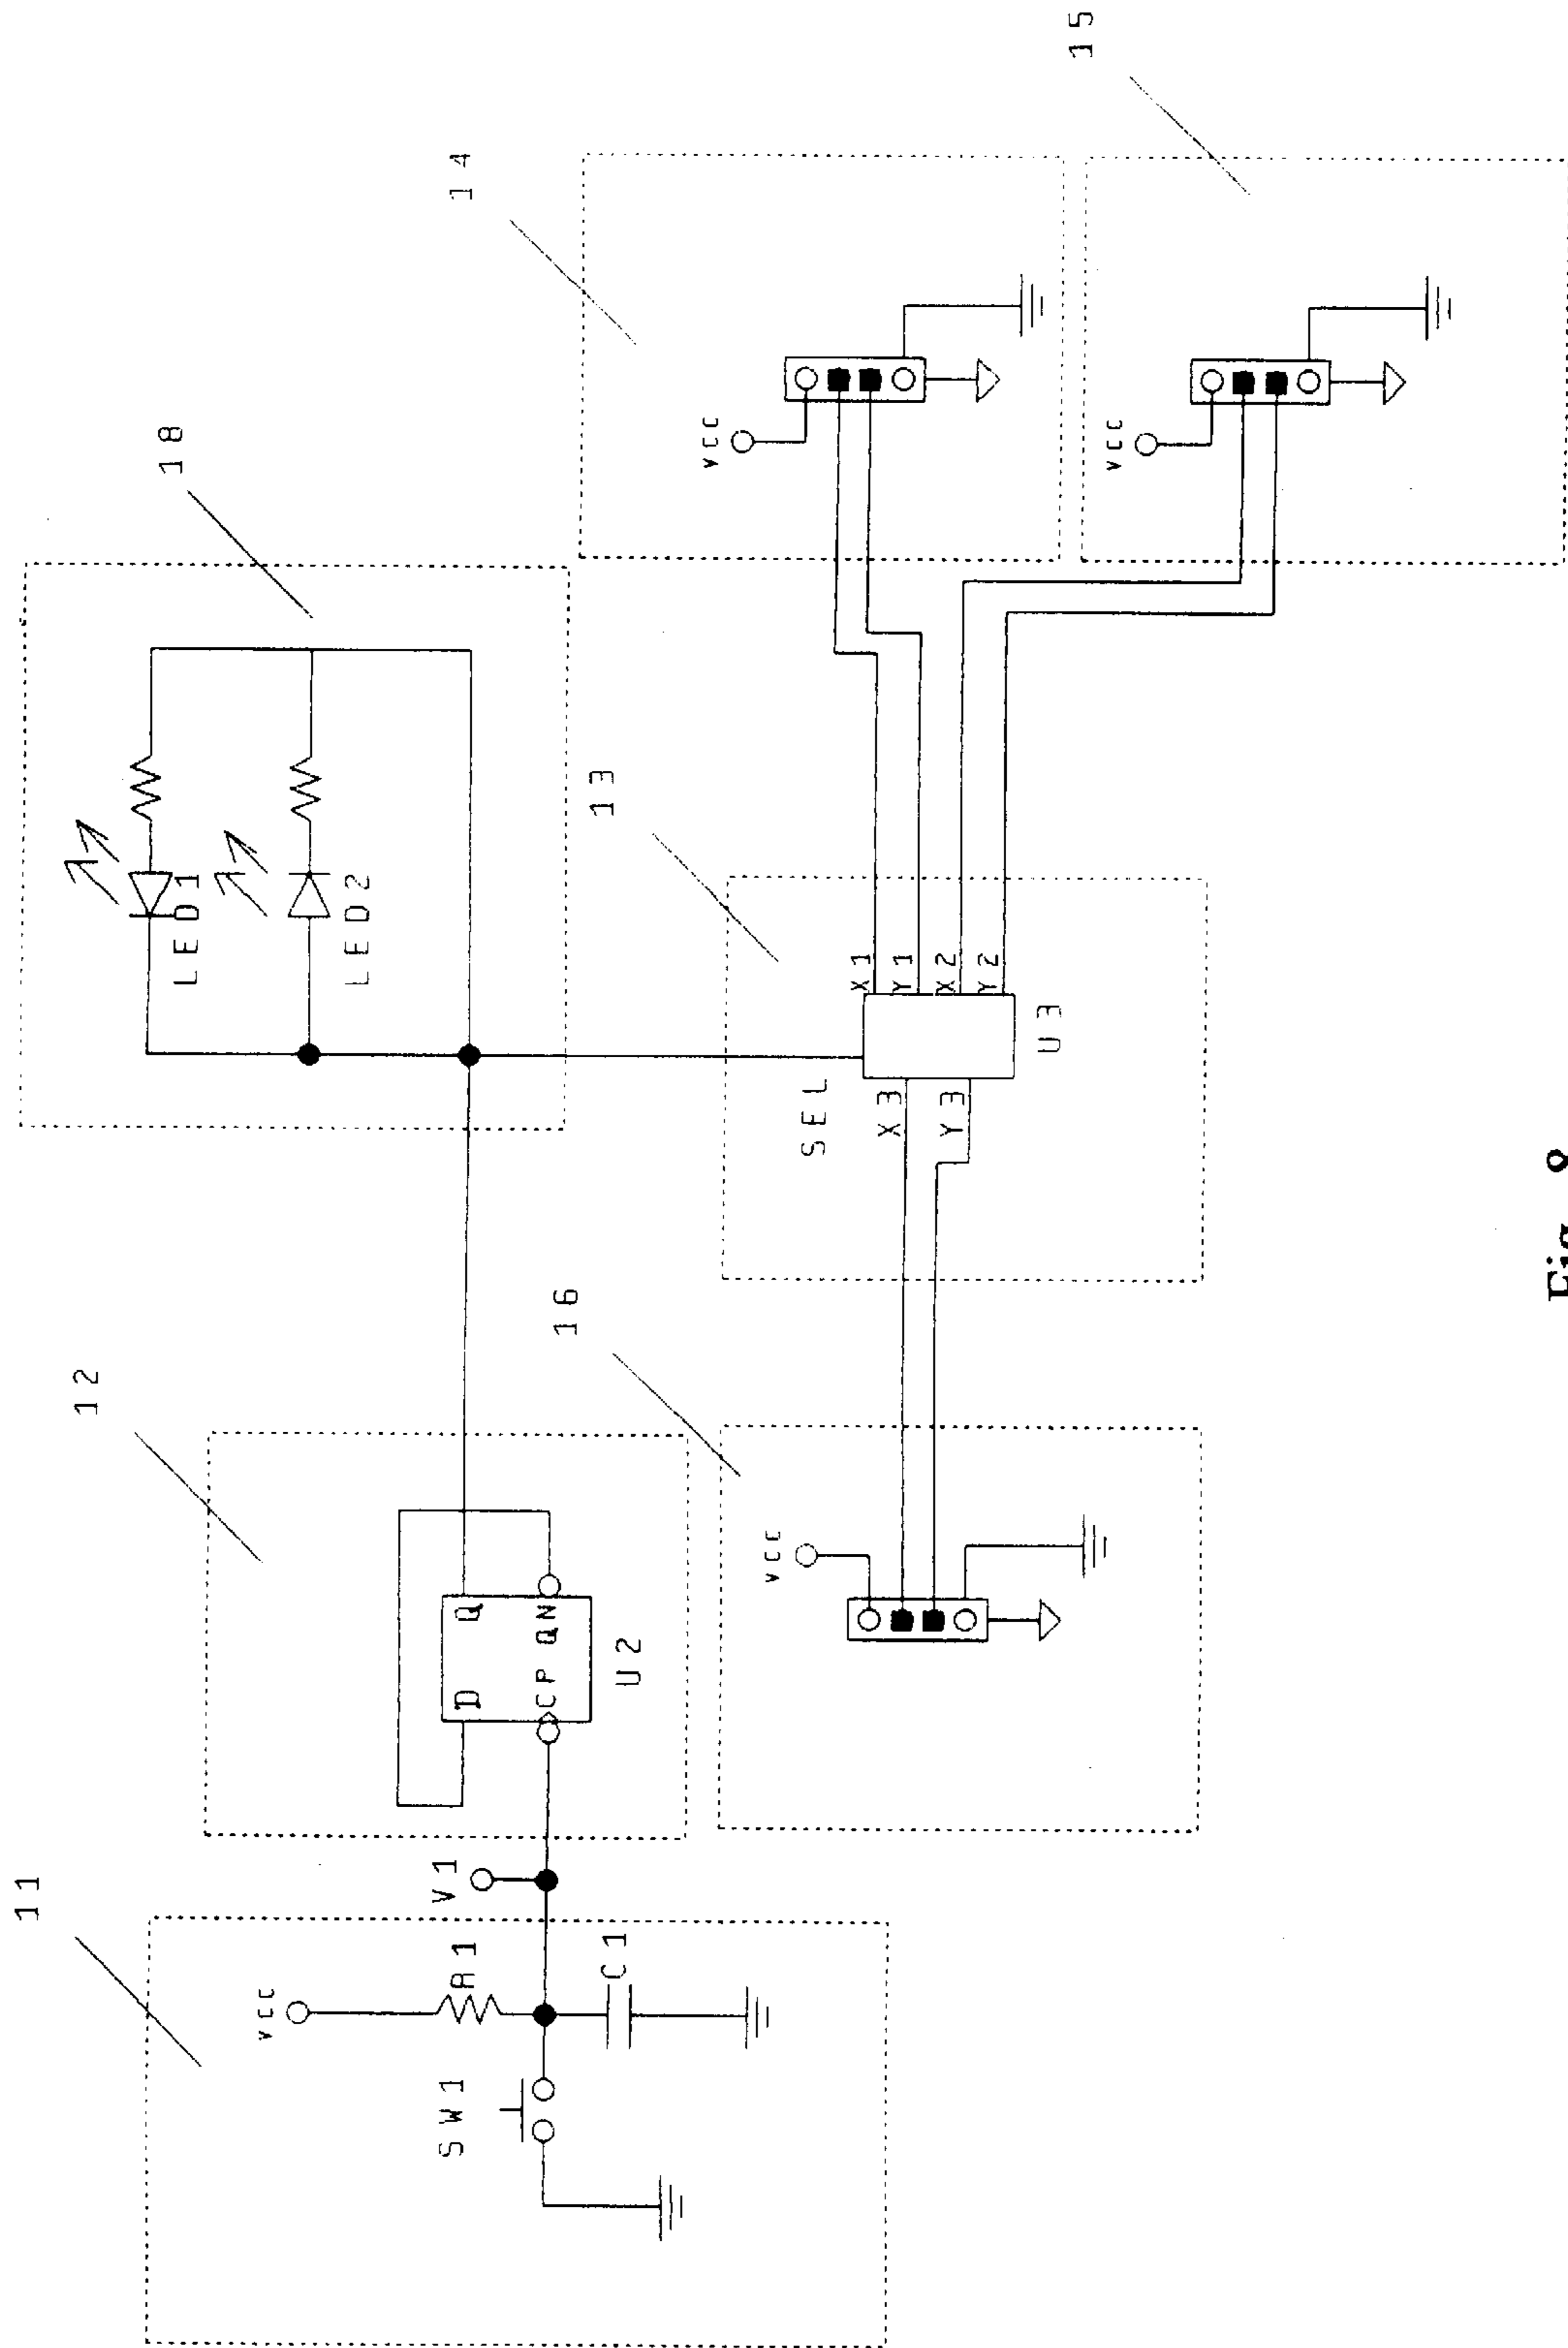 11
VCC
SW1
R1
C1
V1
12
D
Q
CP
QN
U2
16
VCC
18
LED1
LED2
13
SEL
X3
Y3
X1
Y1
X2
Y2
U3
14
VCC
15
VCC
Fig. 8